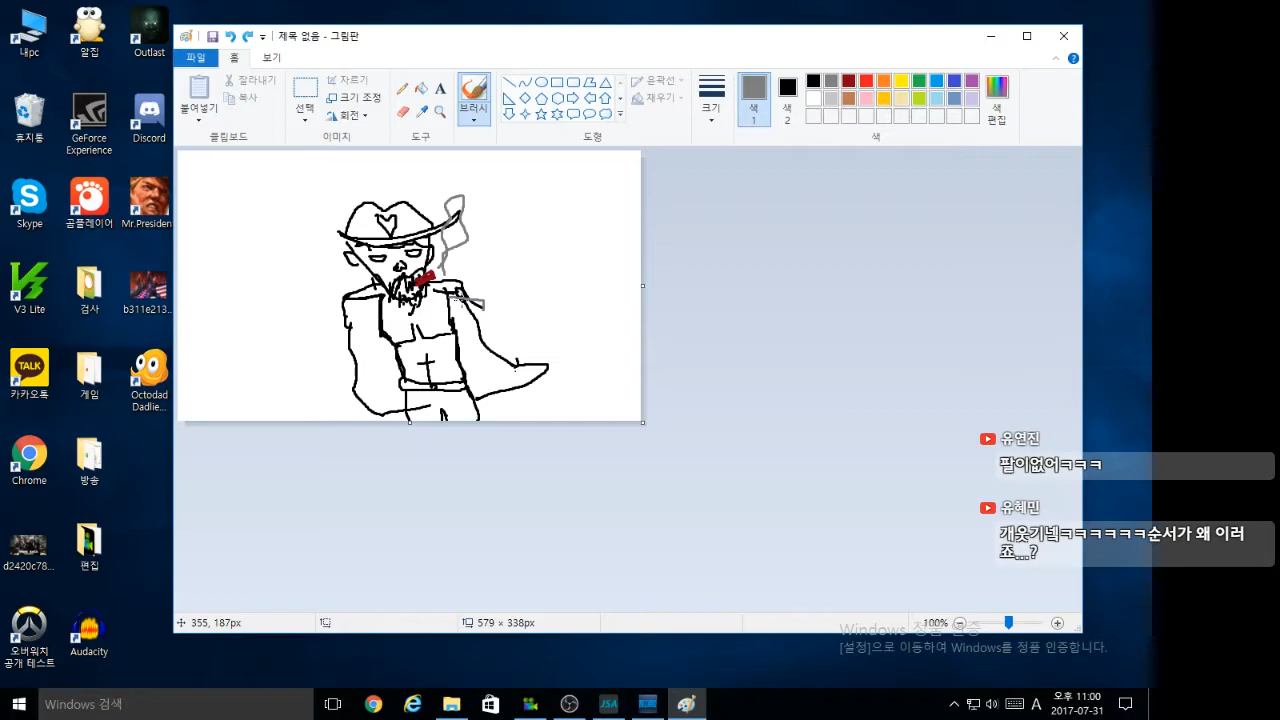 내pc
알집
Outlast
휴지통
GeForce
Experience
Discord
Skype
곰플레이어
Mr.President
V3 Lite
검사
b311e213...
카카오톡
게임
Octodad
Dadlie...
Chrome
방송
d2420c78...
편집
오버워치
공개 테스트
Audacity
제목 없음 - 그림판
파일
홈
보기
붙여넣기
잘라내기
복사
클립보드
선택
자르기
크기 조정
회전
이미지
A
도구
브러시
윤곽선
채우기
도형
크기
색
1
색
2
색
편집
색
TALK
유연진
팔이없어ㅋㅋㅋ
유혜민
개웃기넼ㅋㅋㅋㅋㅋ순서가 왜 이러
죠...?
355, 187px
579 × 338px
100%
Windows 정품 인증
[설정]으로 이동하여 Windows를 정품 인증합니다.
Windows 검색
JSA
A
오후 11:00
2017-07-31